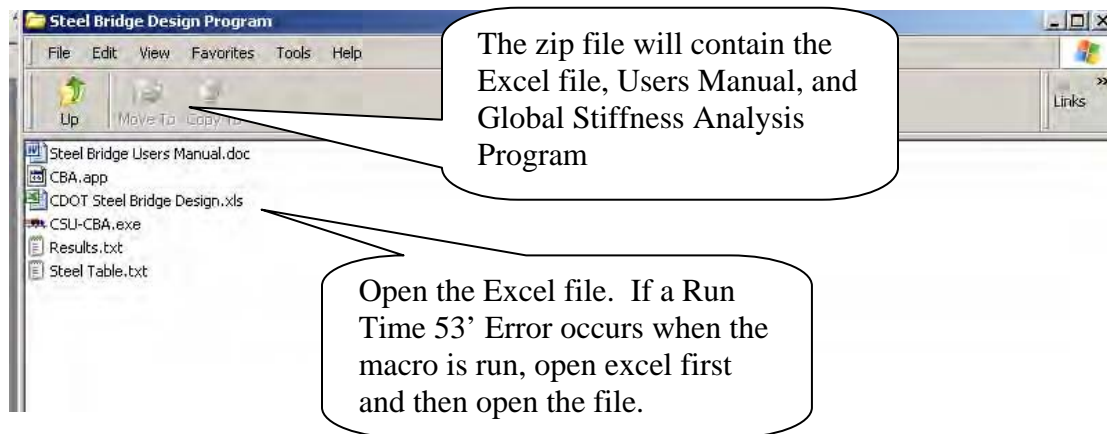 Steel Bridge Design Program
File Edit View Favorites Tools Help
Up Move To Copy To
Links
The zip file will contain the
Excel file, Users Manual, and
Global Stiffness Analysis
Program
Steel Bridge Users Manual.doc
CBA.app
CDOT Steel Bridge Design.xls
CSU-CBA.exe
Results.txt
Steel Table.txt
Open the Excel file. If a Run
Time 53’ Error occurs when the
macro is run, open excel first
and then open the file.